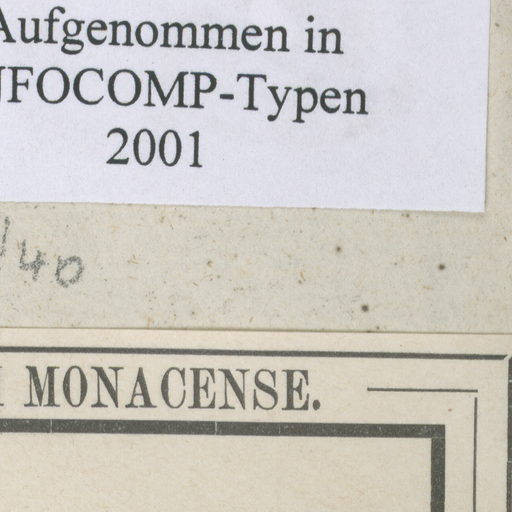 Aufgenommen in
FOCOMP-Typen
2001
/40
MONACENSE.